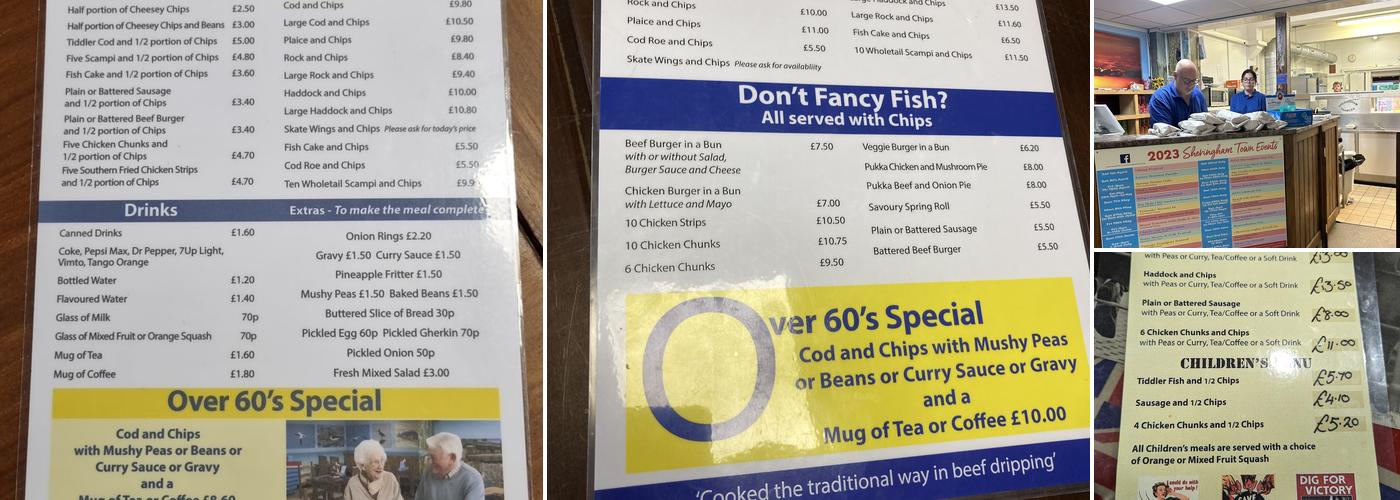 Half portion of Cheesey Chips £2.50
Half portion of Cheesey Chips and Beans £3.00
Tiddler Cod and 1/2 portion of Chips £5.00
Five Scampi and 1/2 portion of Chips £4.80
Fish Cake and 1/2 portion of Chips £3.60
Plain or Battered Sausage
and 1/2 portion of Chips £3.40
Plain or Battered Beef Burger
and 1/2 portion of Chips £3.40
Five Chicken Chunks and
1/2 portion of Chips £4.70
Five Southern Fried Chicken Strips
and 1/2 portion of Chips £4.70
Cod and Chips £9.80
Large Cod and Chips £10.50
Plaice and Chips £9.80
Rock and Chips £8.40
Large Rock and Chips £9.40
Haddock and Chips £10.00
Large Haddock and Chips £10.80
Skate Wings and Chips Please ask for today's price
Fish Cake and Chips £5.50
Cod Roe and Chips £5.50
Ten Wholetail Scampi and Chips £9.9
Drinks
Canned Drinks £1.60
Coke, Pepsi Max, Dr Pepper, 7Up Light,
Vimto, Tango Orange
Bottled Water £1.20
Flavoured Water £1.40
Glass of Milk 70p
Glass of Mixed Fruit or Orange Squash 70p
Mug of Tea £1.60
Mug of Coffee £1.80
Extras - To make the meal complete
Onion Rings £2.20
Gravy £1.50 Curry Sauce £1.50
Pineapple Fritter £1.50
Mushy Peas £1.50 Baked Beans £1.50
Buttered Slice of Bread 30p
Pickled Egg 60p Pickled Gherkin 70p
Pickled Onion 50p
Fresh Mixed Salad £3.00
Over 60's Special
Cod and Chips
with Mushy Peas or Beans or
Curry Sauce or Gravy
and a
Mug of Tea or Coffee £8.60
Rock and Chips £10.00
Plaice and Chips £11.00
Cod Roe and Chips £5.50
Skate Wings and Chips Please ask for availability
Large Haddock and Chips £13.50
Large Rock and Chips £11.60
Fish Cake and Chips £6.50
10 Wholetail Scampi and Chips £11.50
Don't Fancy Fish?
All served with Chips
Beef Burger in a Bun £7.50
with or without Salad,
Burger Sauce and Cheese
Chicken Burger in a Bun
with Lettuce and Mayo £7.00
10 Chicken Strips £10.50
10 Chicken Chunks £10.75
6 Chicken Chunks £9.50
Veggie Burger in a Bun £6.20
Pukka Chicken and Mushroom Pie £8.00
Pukka Beef and Onion Pie £8.00
Savoury Spring Roll £5.50
Plain or Battered Sausage £5.50
Battered Beef Burger £5.50
Over 60's Special
Cod and Chips with Mushy Peas
or Beans or Curry Sauce or Gravy
and a
Mug of Tea or Coffee £10.00
'Cooked the traditional way in beef dripping'
2023 Sheringham Town Events
with Peas or Curry, Tea/Coffee or a Soft Drink £13.00
Haddock and Chips
with Peas or Curry, Tea/Coffee or a Soft Drink £13.50
Plain or Battered Sausage
with Peas or Curry, Tea/Coffee or a Soft Drink £8.00
6 Chicken Chunks and Chips
with Peas or Curry, Tea/Coffee or a Soft Drink £11.00
CHILDREN'S MENU
Tiddler Fish and 1/2 Chips £5.70
Sausage and 1/2 Chips £4.10
4 Chicken Chunks and 1/2 Chips £5.20
All Children's meals are served with a choice
of Orange or Mixed Fruit Squash
DIG FOR
VICTORY